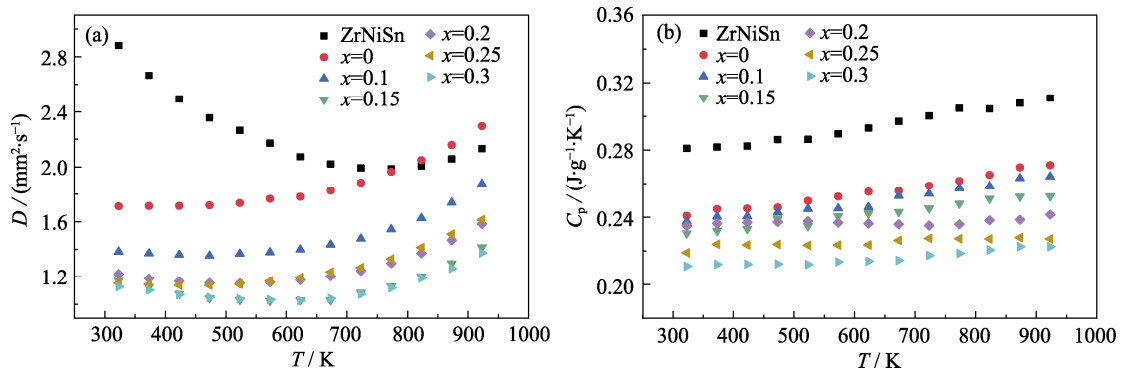 (a)
ZrNiSn
x=0
x=0.1
x=0.15
x=0.2
x=0.25
x=0.3
D / (mm²·s⁻¹)
2.8
2.4
2.0
1.6
1.2
300 400 500 600 700 800 900 1000
T / K
(b)
ZrNiSn
x=0
x=0.1
x=0.15
x=0.2
x=0.25
x=0.3
Cₚ / (J·g⁻¹·K⁻¹)
0.36
0.32
0.28
0.24
0.20
300 400 500 600 700 800 900 1000
T / K